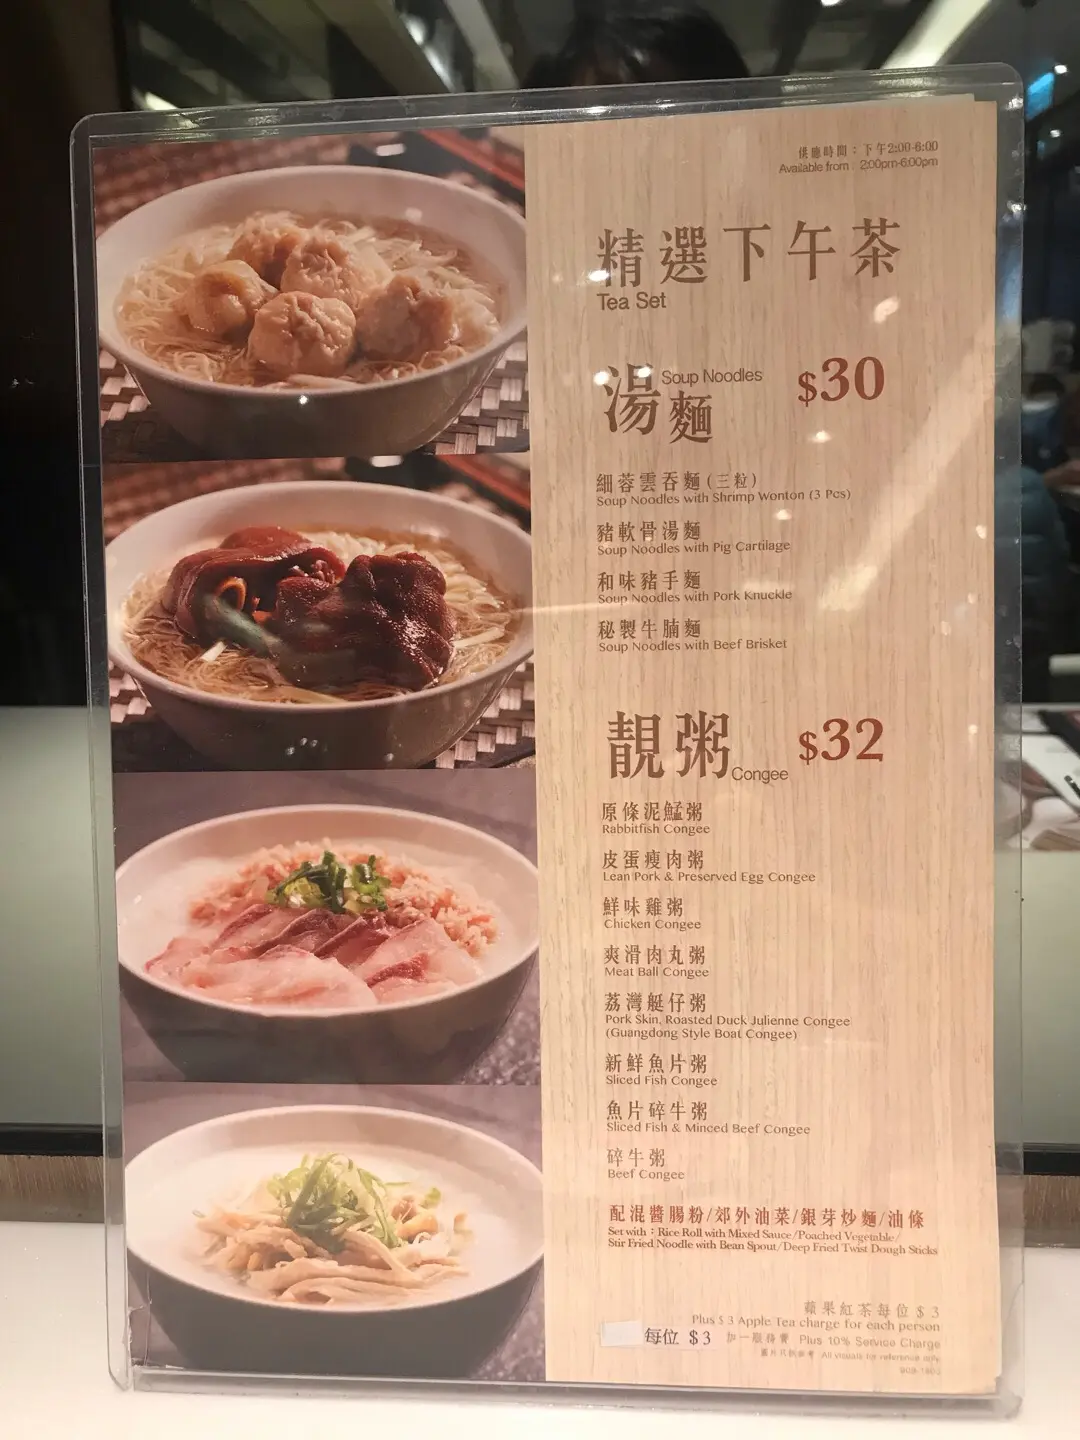 供應時間：下午2:00-6:00
Available from : 2:00pm-6:00pm
精選下午茶
Tea Set
湯麵
Soup Noodles
$30
細蓉雲吞麵(三粒)
Soup Noodles with Shrimp Wonton (3 Pcs)
豬軟骨湯麵
Soup Noodles with Pig Cartilage
和味豬手麵
Soup Noodles with Pork Knuckle
秘製牛腩麵
Soup Noodles with Beef Brisket
靚粥
Congee
$32
原條泥鯭粥
Rabbitfish Congee
皮蛋瘦肉粥
Lean Pork & Preserved Egg Congee
鮮味雞粥
Chicken Congee
爽滑肉丸粥
Meat Ball Congee
荔灣艇仔粥
Pork Skin, Roasted Duck Julienne Congee
(Guangdong Style Boat Congee)
新鮮魚片粥
Sliced Fish Congee
魚片碎牛粥
Sliced Fish & Minced Beef Congee
碎牛粥
Beef Congee
配混醬腸粉/郊外油菜/銀芽炒麵/油條
Set with : Rice Roll with Mixed Sauce/Poached Vegetable/
Stir Fried Noodle with Bean Spout/Deep Fried Twist Dough Sticks
蘋果紅茶每位$3
Plus $3 Apple Tea charge for each person
每位 $3 加一服務費 Plus 10% Service Charge
圖片只供參考 All visuals for reference only